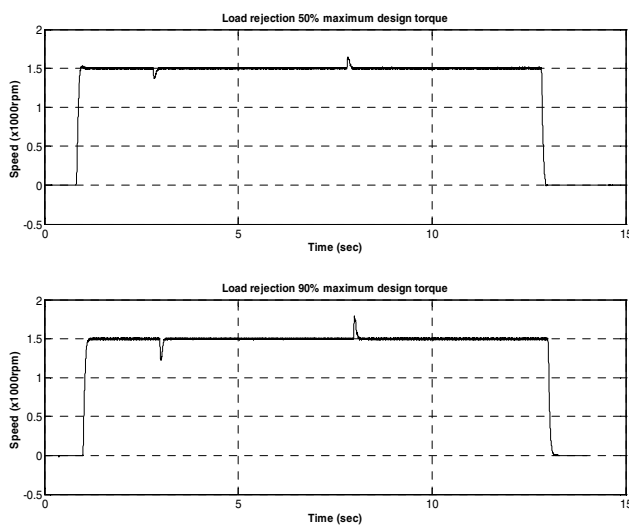 Load rejection 50% maximum design torque
2
1.5
1
0.5
0
-0.5
Speed (x1000rpm)
0 5 10 15
Time (sec)
Load rejection 90% maximum design torque
2
1.5
1
0.5
0
-0.5
Speed (x1000rpm)
0 5 10 15
Time (sec)